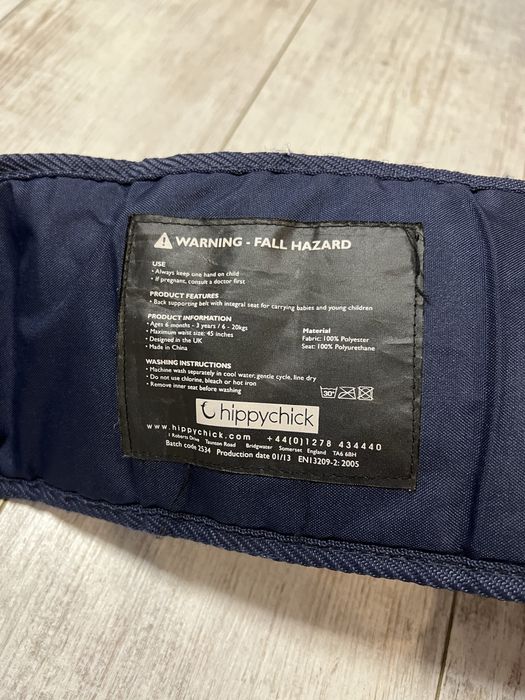 WARNING - FALL HAZARD
USE
• Always keep one hand on child
• If pregnant, consult a doctor first
PRODUCT FEATURES
• Back supporting belt with integral seat for carrying babies and young children
PRODUCT INFORMATION
• Ages 6 months - 3 years / 6 - 20kgs
• Maximum waist size: 45 inches
• Designed in the UK
• Made in China
Material
Fabric: 100% Polyester
Seat: 100% Polyurethane
WASHING INSTRUCTIONS
• Machine wash separately in cool water, gentle cycle, line dry
• Do not use chlorine, bleach or hot iron
• Remove inner seat before washing
30°
hippychick
www.hippychick.com +44(0)1278 434440
1 Roberts Drive Taunton Road Bridgwater Somerset England TA6 6BH
Batch code 2534 Production date 01/13 EN13209-2: 2005